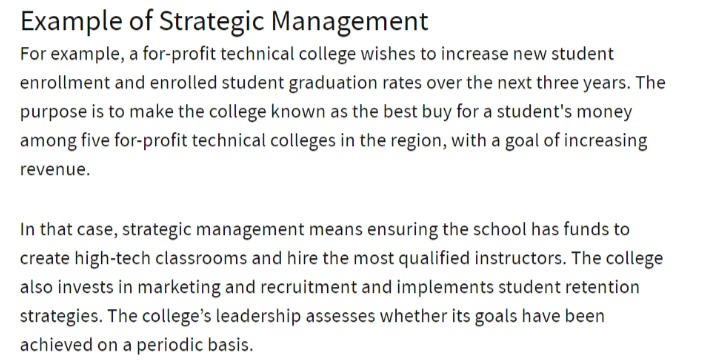 Example of Strategic Management
For example, a for-profit technical college wishes to increase new student
enrollment and enrolled student graduation rates over the next three years. The
purpose is to make the college known as the best buy for a student's money
among five for-profit technical colleges in the region, with a goal of increasing
revenue.
In that case, strategic management means ensuring the school has funds to
create high-tech classrooms and hire the most qualified instructors. The college
also invests in marketing and recruitment and implements student retention
strategies. The college’s leadership assesses whether its goals have been
achieved on a periodic basis.